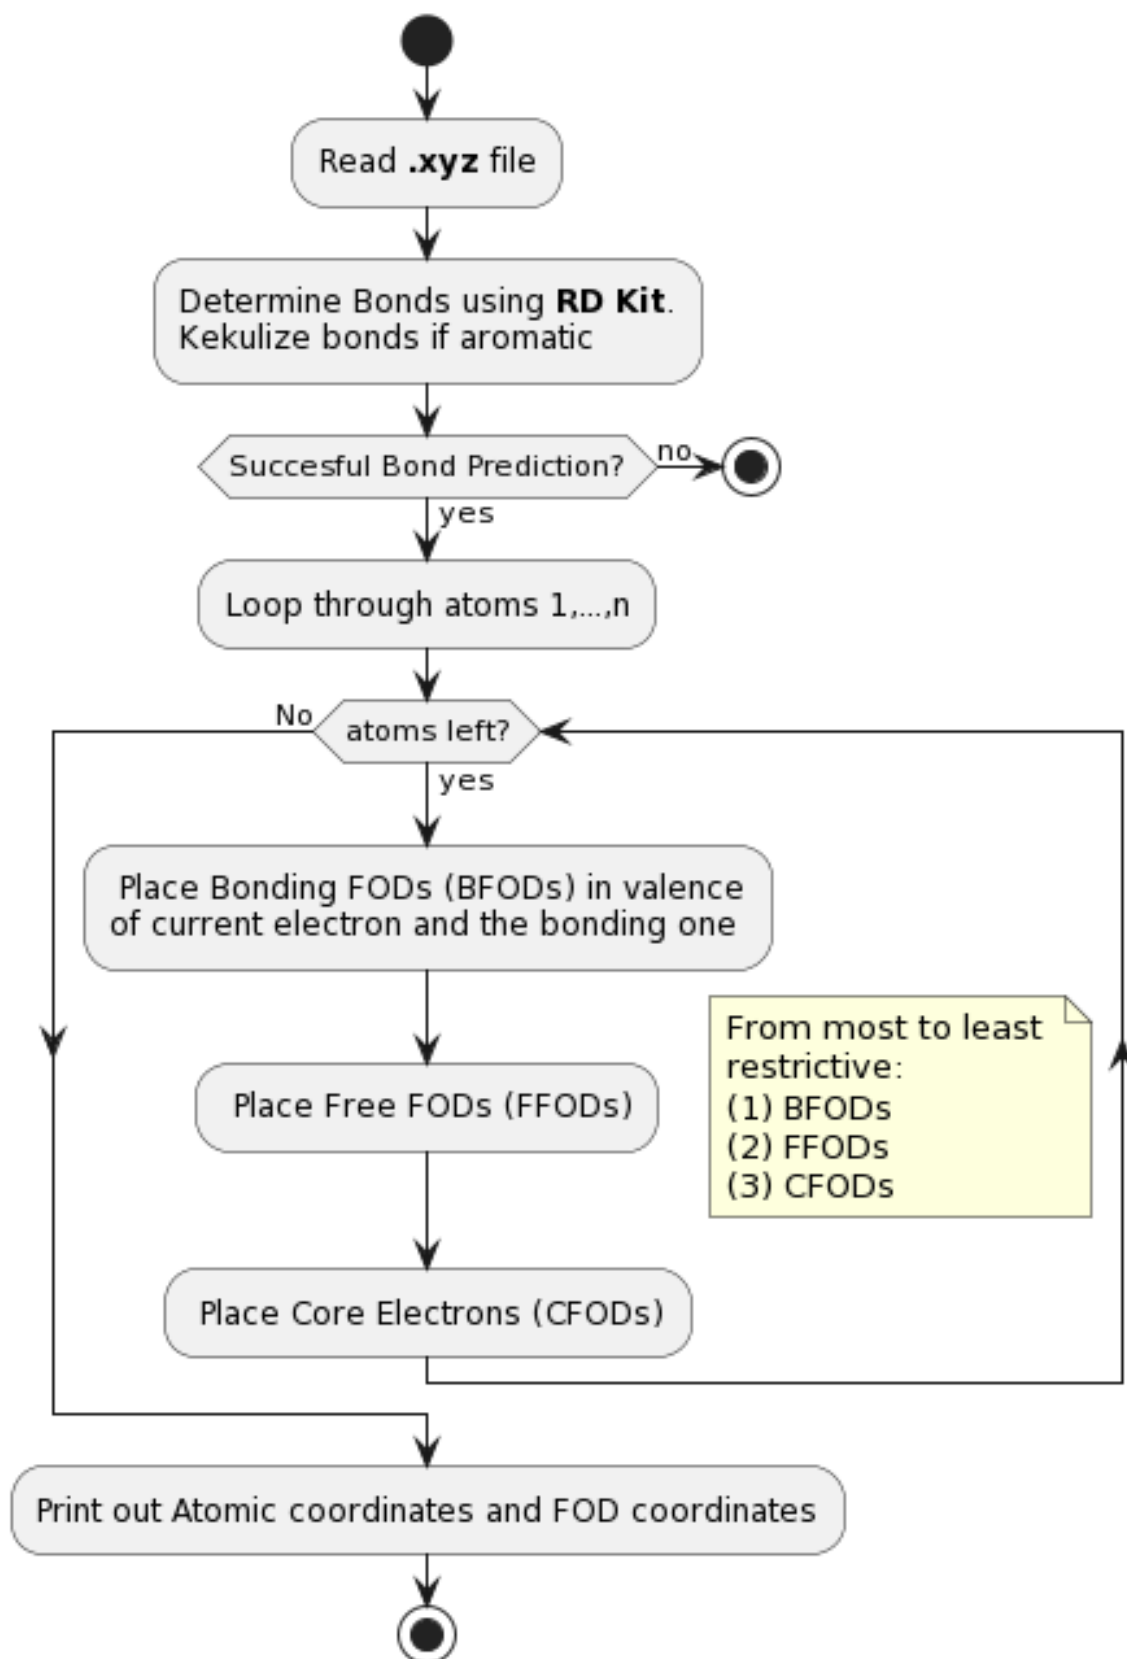 Read .xyz file
Determine Bonds using RD Kit.
Kekulize bonds if aromatic
Succesful Bond Prediction?
no
yes
Loop through atoms 1,...,n
No
atoms left?
yes
Place Bonding FODs (BFODs) in valence
of current electron and the bonding one
From most to least
restrictive:
(1) BFODs
(2) FFODs
(3) CFODs
Place Free FODs (FFODs)
Place Core Electrons (CFODs)
Print out Atomic coordinates and FOD coordinates